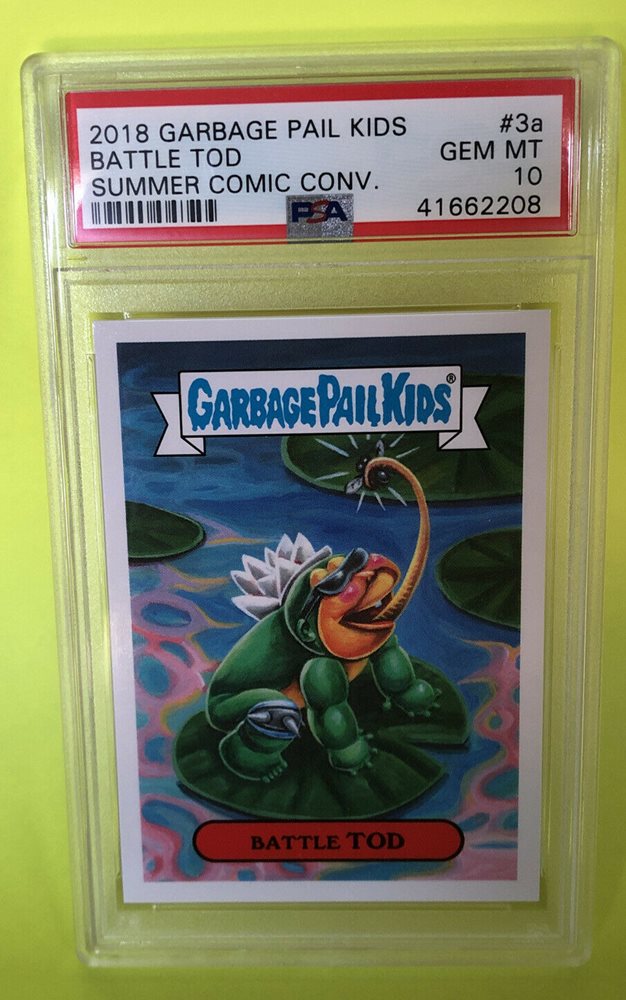 2018 GARBAGE PAIL KIDS #3a
BATTLE TOD GEM MT
SUMMER COMIC CONV. 10
PSA 41662208
GARBAGE PAIL KIDS®
BATTLE TOD